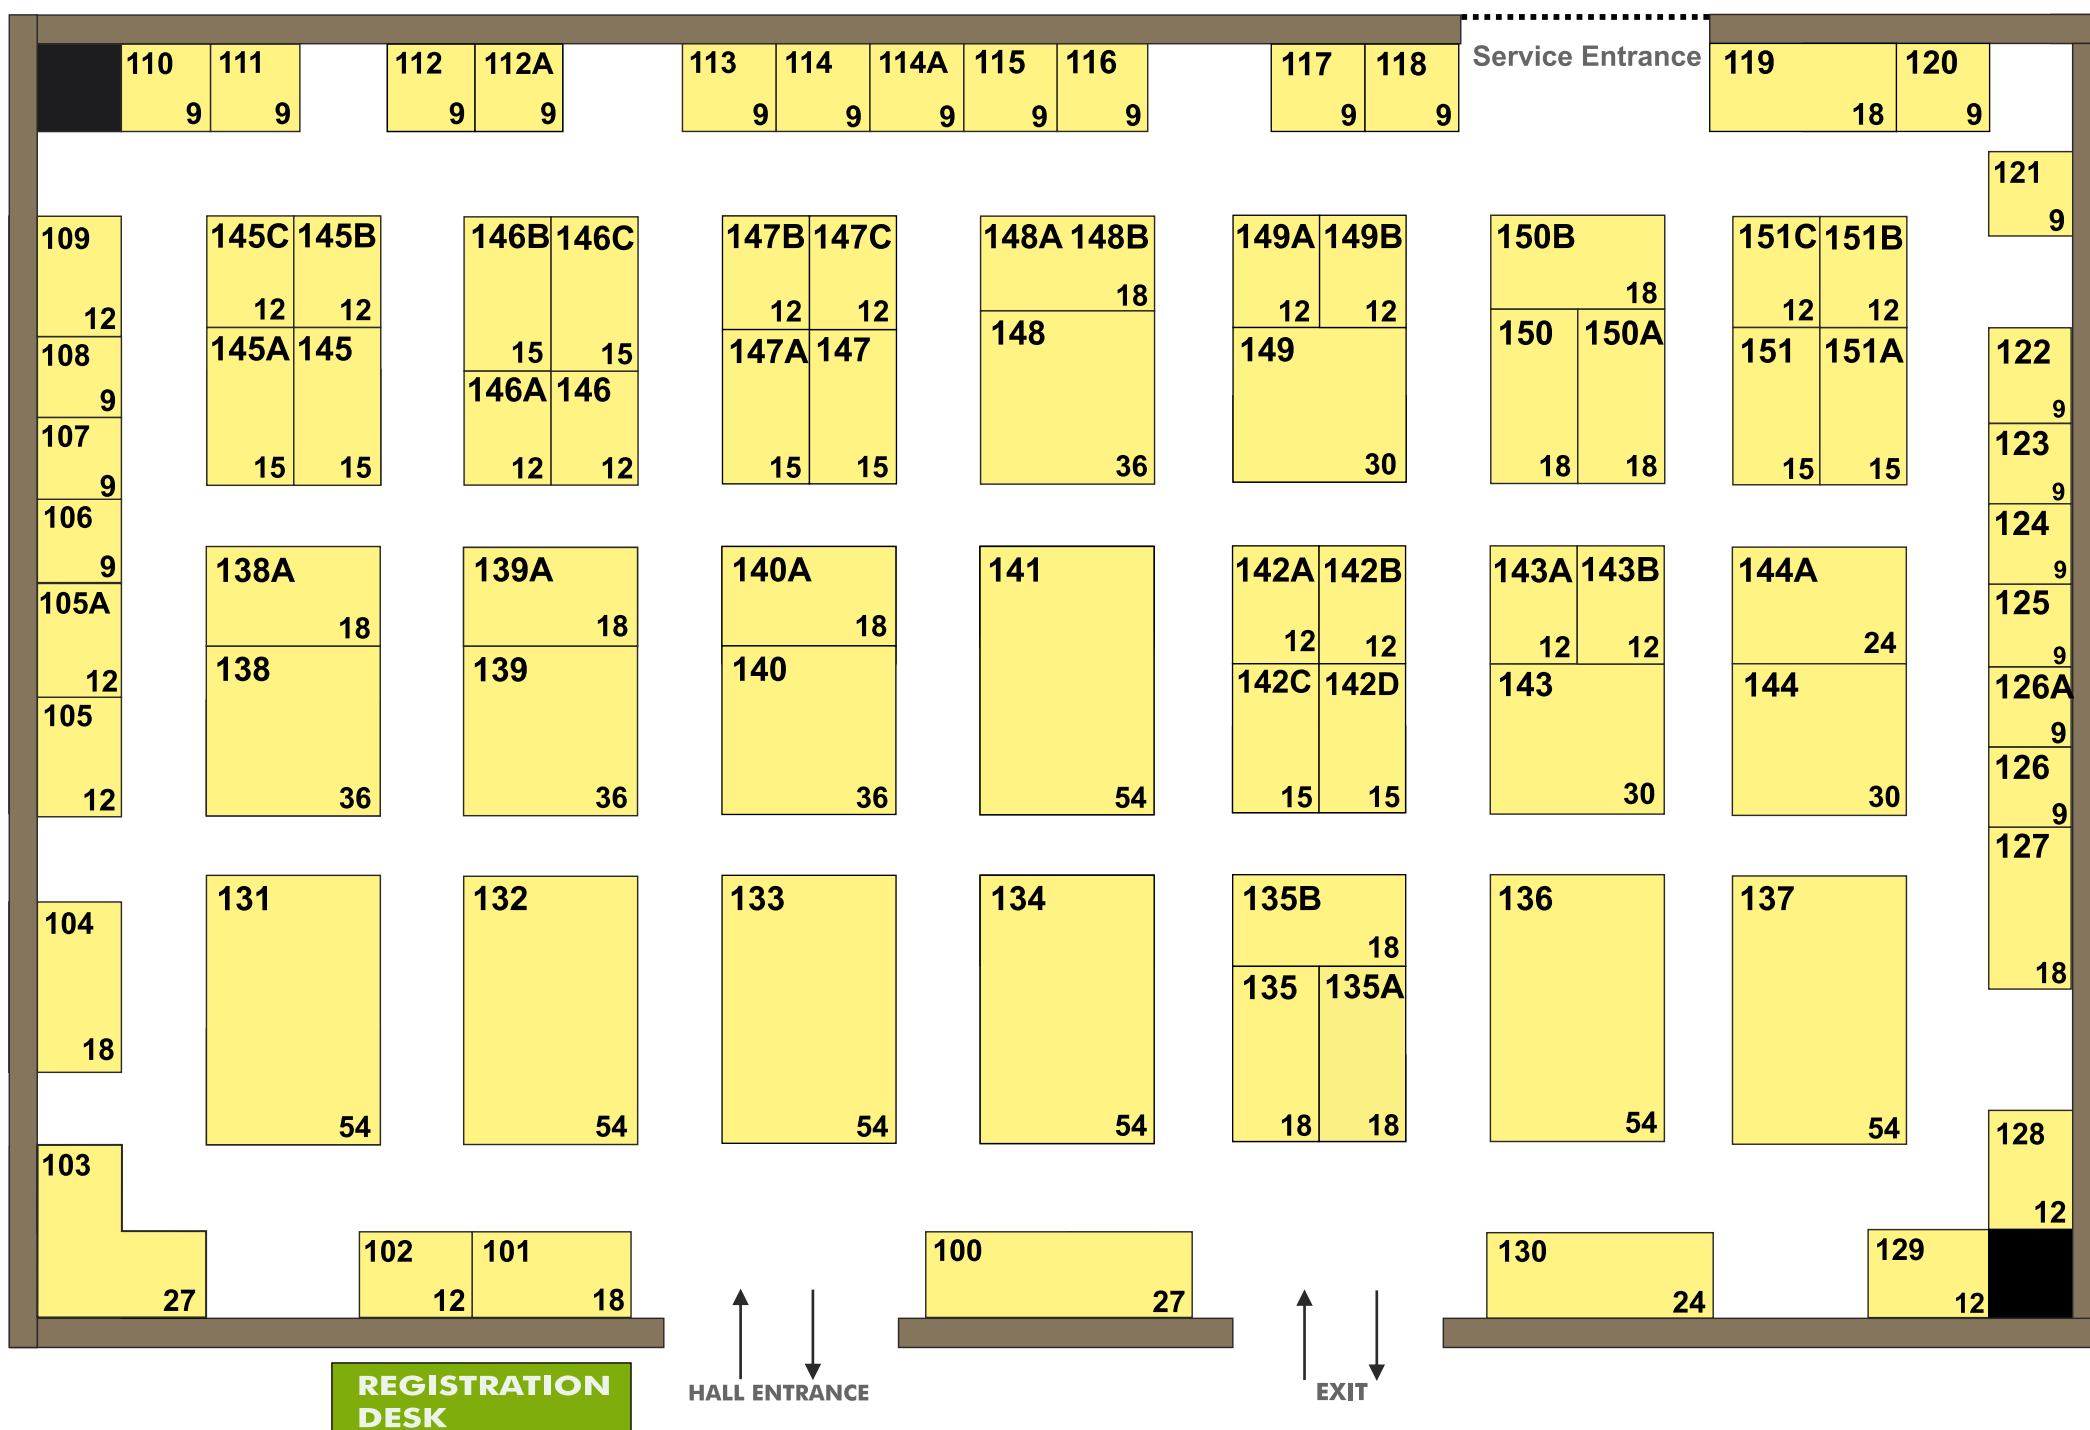 110 111 112 112A 113 114 114A 115 116 117 118 Service Entrance 119 120
9 9 9 9 9 9 9 9 9 9 9 18 9
121
9
109 145C 145B 146B 146C 147B 147C 148A 148B 149A 149B 150B 151C 151B
12 12 12 12 12 18 12 12 18 12 12
108 145A 145 15 15 147A 147 148 149 150 150A 151 151A 122
9 146A 146 9
107 123
9 15 15 12 12 15 15 36 30 18 18 15 15 9
106 124
9 138A 139A 140A 141 142A 142B 143A 143B 144A 9
105A 125
18 18 18 12 12 12 12 24 9
12 138 139 140 142C 142D 143 144 126A
9
105 126
12 36 36 36 54 15 15 30 30 9
127
104 131 132 133 134 135B 136 137
18
135 135A 18
18
54 54 54 54 18 18 54 54 128
103
12
102 101 100 130 129
27 12 18 27 24 12
REGISTRATION
DESK
HALL ENTRANCE
EXIT